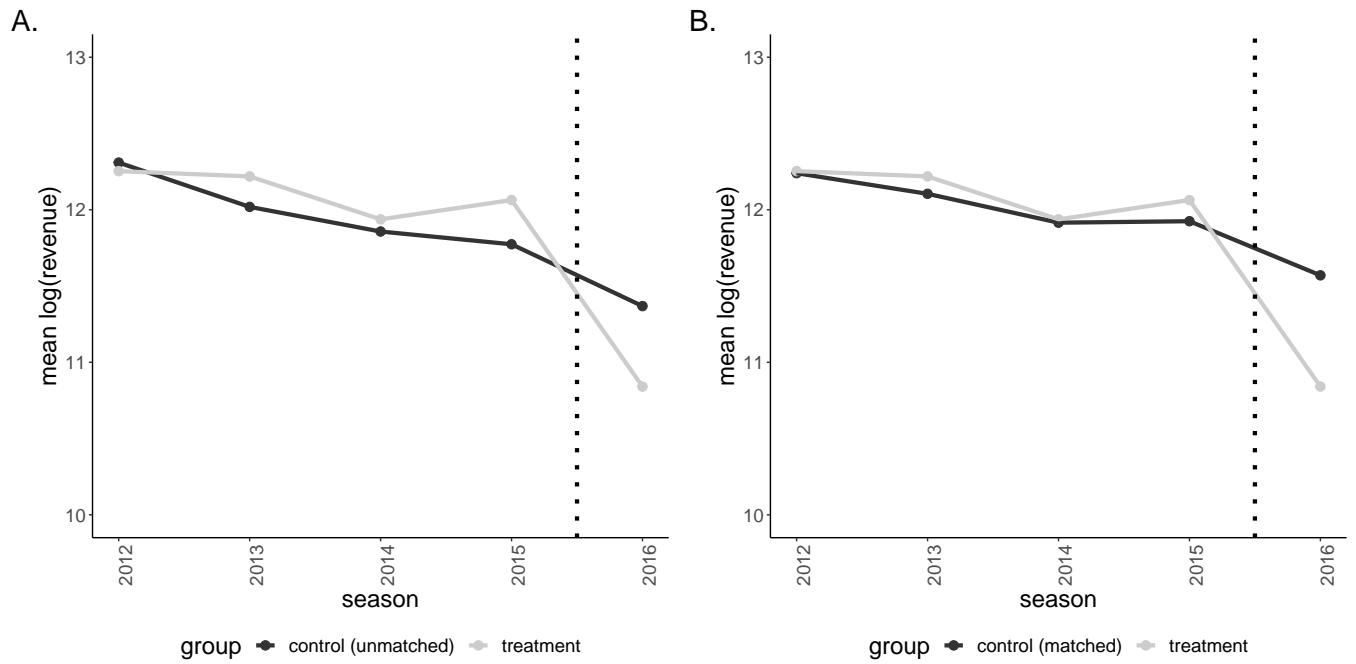 A.
mean log(revenue)
13
12
11
10
2012
2013
2014
2015
2016
season
group control (unmatched) treatment
B.
mean log(revenue)
13
12
11
10
2012
2013
2014
2015
2016
season
group control (matched) treatment